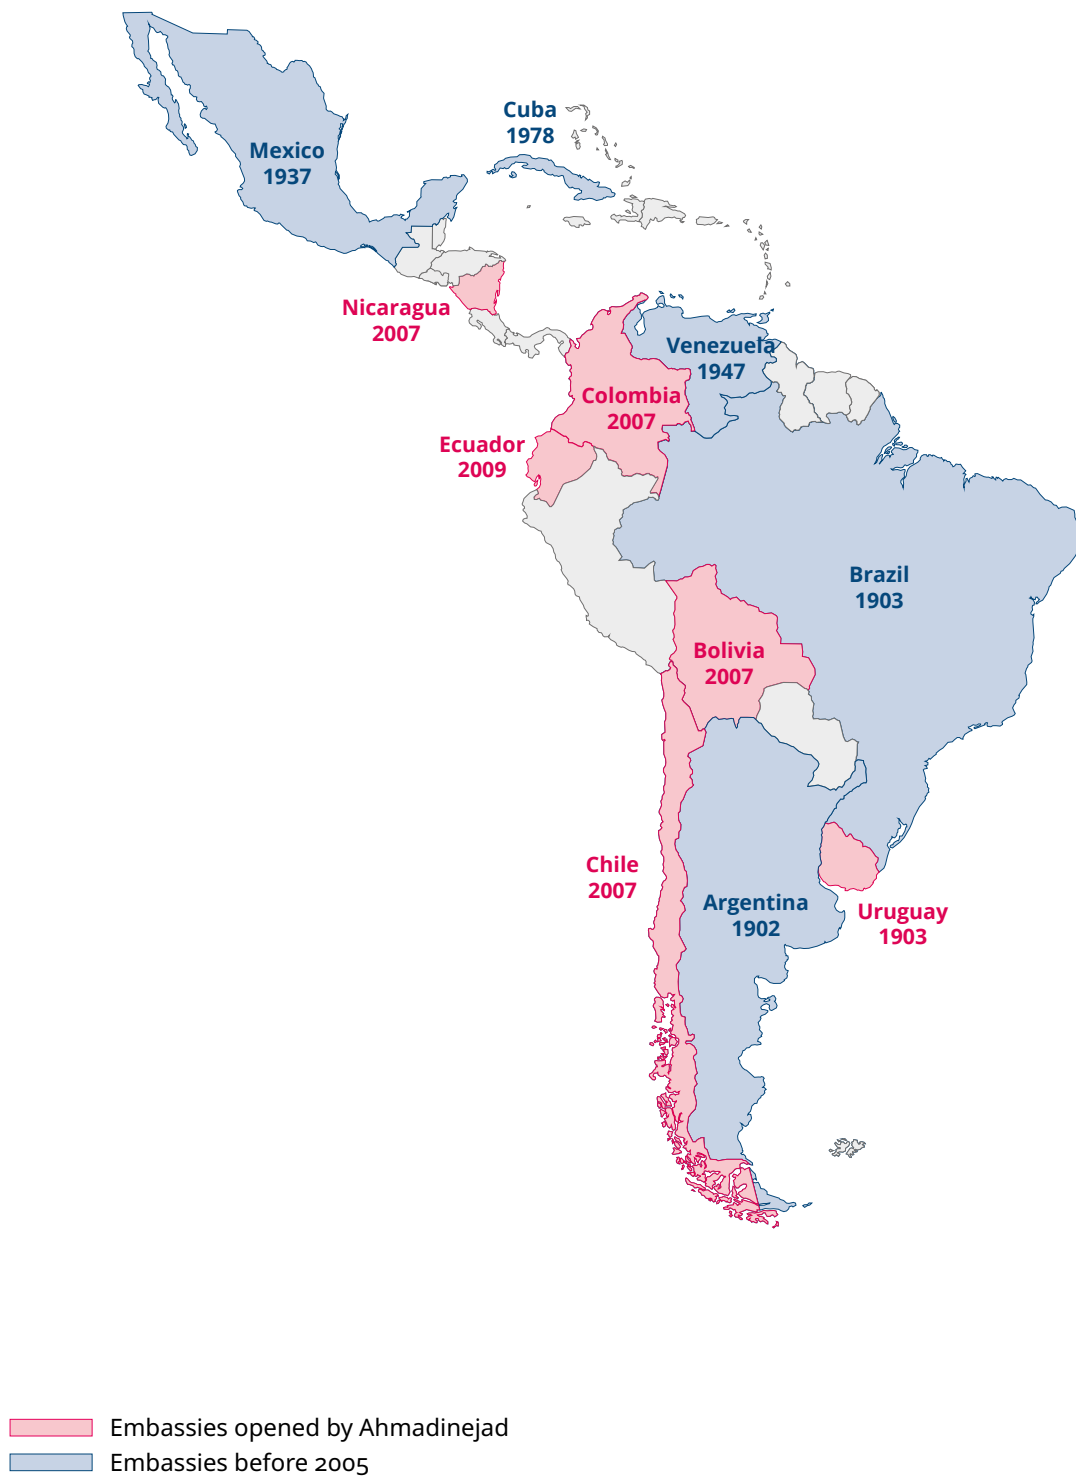 Cuba
1978
Mexico
1937
Nicaragua
2007
Venezuela
1947
Colombia
2007
Ecuador
2009
Brazil
1903
Bolivia
2007
Chile
2007
Argentina
1902
Uruguay
1903
Embassies opened by Ahmadinejad
Embassies before 2005